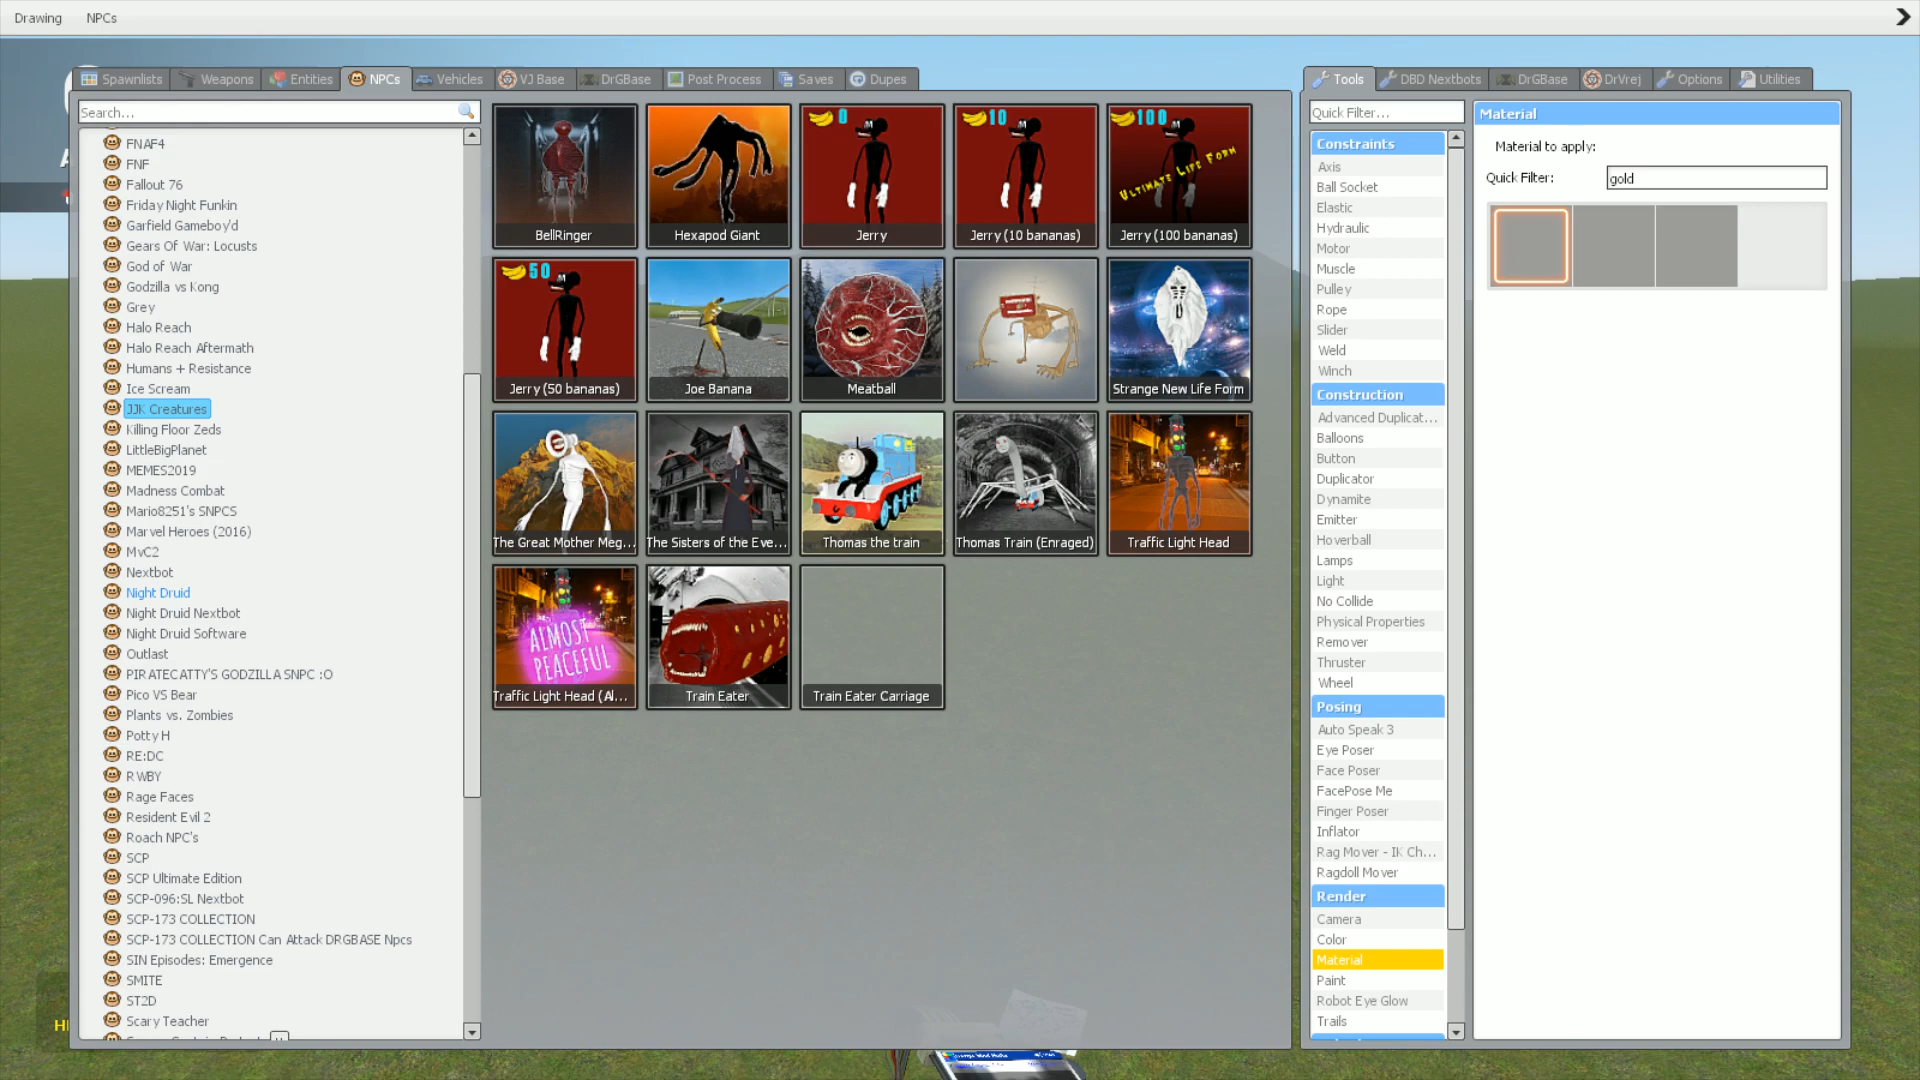 Drawing NPCs
Spawnlists Weapons Entities NPCs Vehicles VJ Base DrGBase Post Process Saves Dupes
Search...
FNAF4
FNF
Fallout 76
Friday Night Funkin
Garfield Gameboy'd
Gears Of War: Locusts
God of War
Godzilla vs Kong
Grey
Halo Reach
Halo Reach Aftermath
Humans + Resistance
Ice Scream
JJK Creatures
Killing Floor Zeds
LittleBigPlanet
MEMES2019
Madness Combat
Mario8251's SNPCS
Marvel Heroes (2016)
MvC2
Nextbot
Night Druid
Night Druid Nextbot
Night Druid Software
Outlast
PIRATECATTY'S GODZILLA SNPC :O
Pico VS Bear
Plants vs. Zombies
Potty H
RE:DC
RWBY
Rage Faces
Resident Evil 2
Roach NPC's
SCP
SCP Ultimate Edition
SCP-096:SL Nextbot
SCP-173 COLLECTION
SCP-173 COLLECTION Can Attack DRGBASE Npcs
SIN Episodes: Emergence
SMITE
ST2D
Scary Teacher
0 10 100
ULTIMATE LIFE FORM
BellRinger Hexapod Giant Jerry Jerry (10 bananas) Jerry (100 bananas)
50
Jerry (50 bananas) Joe Banana Meatball Strange New Life Form
The Great Mother Meg... The Sisters of the Eve... Thomas the train Thomas Train (Enraged) Traffic Light Head
ALMOST
PEACEFUL
Traffic Light Head (Al... Train Eater Train Eater Carriage
Tools DBD Nextbots DrGBase DrVrej Options Utilities
Quick Filter...
Constraints
Axis
Ball Socket
Elastic
Hydraulic
Motor
Muscle
Pulley
Rope
Slider
Weld
Winch
Construction
Advanced Duplicat...
Balloons
Button
Duplicator
Dynamite
Emitter
Hoverball
Lamps
Light
No Collide
Physical Properties
Remover
Thruster
Wheel
Posing
Auto Speak 3
Eye Poser
Face Poser
FacePose Me
Finger Poser
Inflator
Rag Mover - IK Ch...
Ragdoll Mover
Render
Camera
Color
Material
Paint
Robot Eye Glow
Trails
Material
Material to apply:
Quick Filter: gold